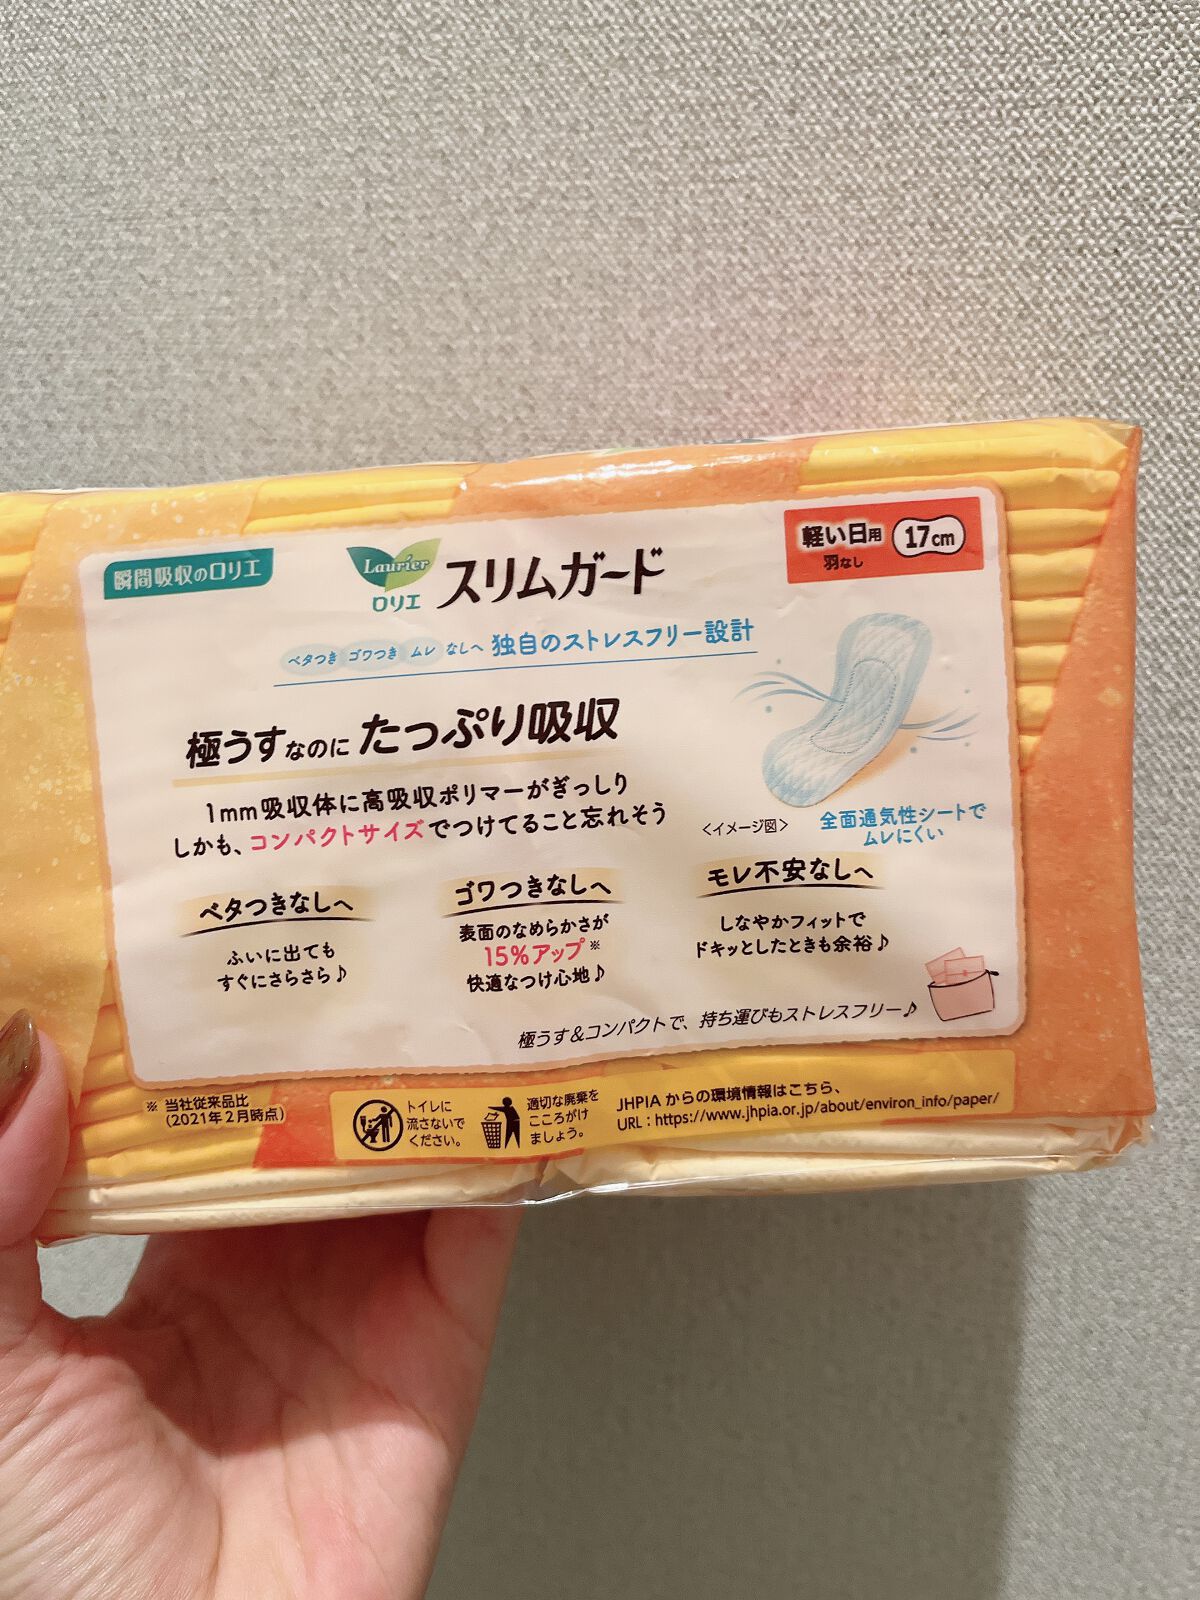 瞬間吸収のロリエ
Laurier
ロリエ
スリムガード
軽い日用
羽なし
17cm
ベタつき ゴワつき ムレ なしへ 独自のストレスフリー設計
極うすなのに たっぷり吸収
1mm吸収体に高吸収ポリマーがぎっしり
しかも、コンパクトサイズでつけてること忘れそう
<イメージ図>
全面通気性シートで
ムレにくい
ベタつきなしへ
ふいに出ても
すぐにさらさら♪
ゴワつきなしへ
表面のなめらかさが
15%アップ※
快適なつけ心地♪
モレ不安なしへ
しなやかフィットで
ドキッとしたときも余裕♪
極うす&コンパクトで、持ち運びもストレスフリー♪
※ 当社従来品比
(2021年2月時点)
トイレに
流さないで
ください。
適切な廃棄を
こころがけ
ましょう。
JHPIA からの環境情報はこちら、
URL : https://www.jhpia.or.jp/about/environ_info/paper/